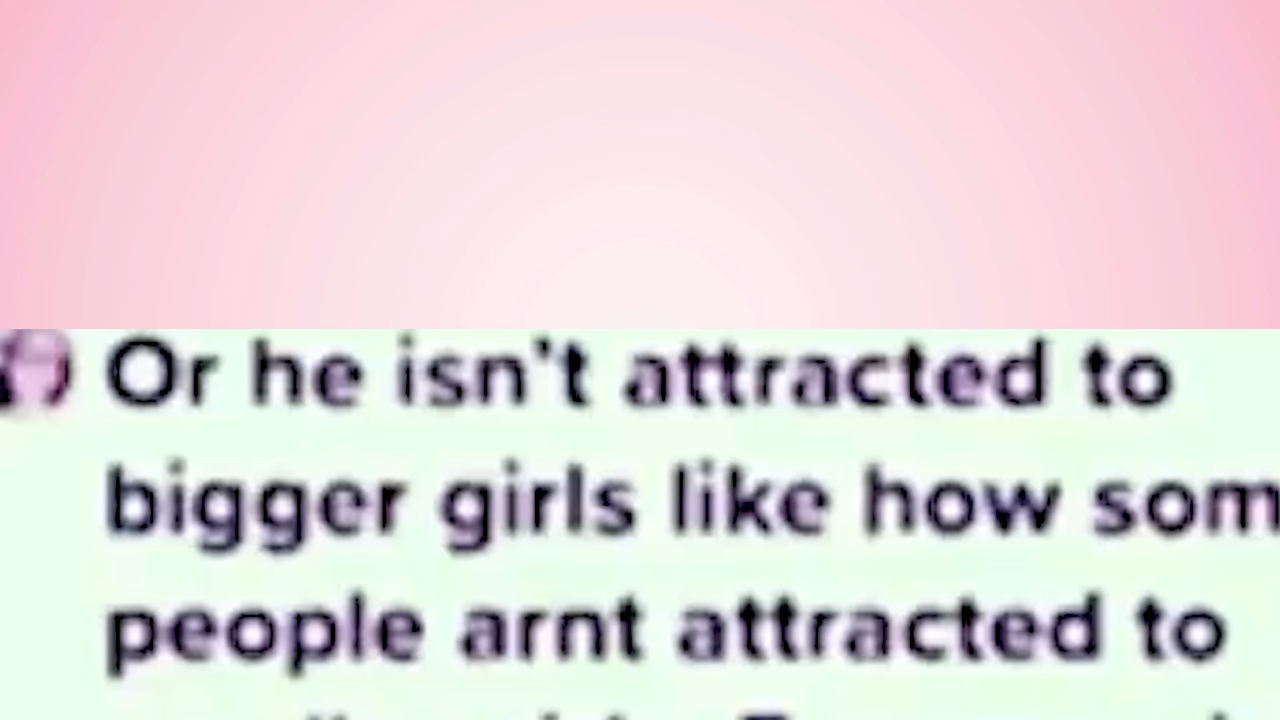 Or he isn't attracted to
bigger girls like how som
people arnt attracted to